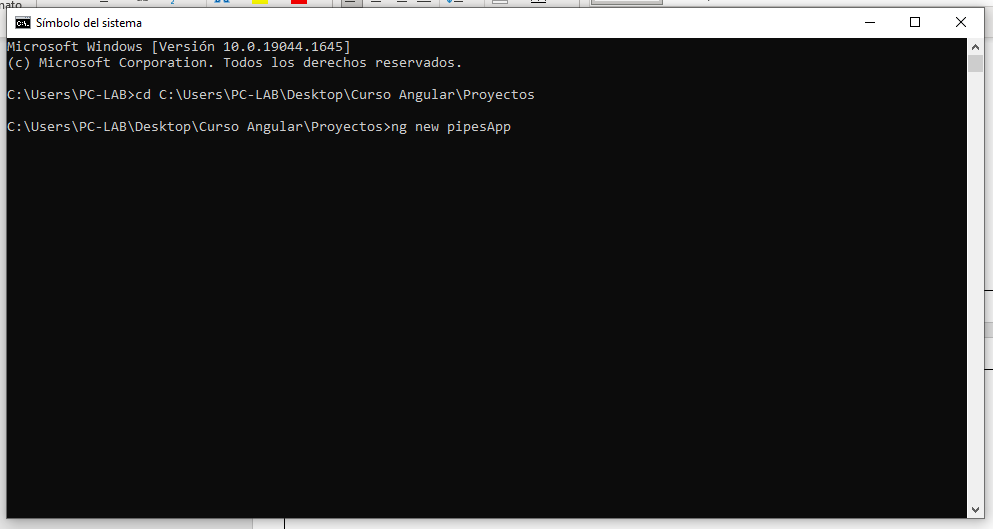 Símbolo del sistema
Microsoft Windows [Versión 10.0.19044.1645]
(c) Microsoft Corporation. Todos los derechos reservados.
C:\Users\PC-LAB>cd C:\Users\PC-LAB\Desktop\Curso Angular\Proyectos
C:\Users\PC-LAB\Desktop\Curso Angular\Proyectos>ng new pipesApp